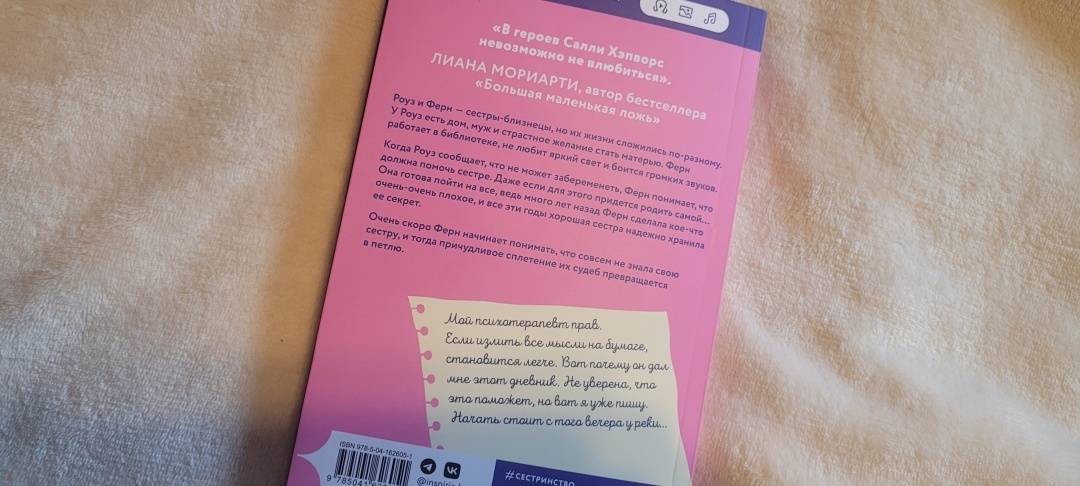 «В героев Салли Хэпворс
невозможно не влюбиться».
ЛИАНА МОРИАРТИ, автор бестселлера
«Большая маленькая ложь»
Роуз и Ферн — сестры-близнецы, но их жизни сложились по-разному.
У Роуз есть дом, муж и страстное желание стать матерью. Ферн
работает в библиотеке, не любит яркий свет и боится громких звуков.
Когда Роуз сообщает, что не может забеременеть, Ферн понимает, что
должна помочь сестре. Даже если для этого придется родить самой...
Она готова пойти на все, ведь много лет назад Ферн сделала кое-что
очень-очень плохое, и все эти годы хорошая сестра надежно хранила
ее секрет.
Очень скоро Ферн начинает понимать, что совсем не знала свою
сестру, и тогда причудливое сплетение их судеб превращается
в петлю.
Мой психотерапевт прав.
Если излить все мысли на бумаге,
становится легче. Вот почему он дал
мне этот дневник. Не уверена, что
это поможет, но вот я уже пишу.
Начать стоит с того вечера у реки...
ISBN 978-5-04-162605-1
#СЕСТРИНСТВО